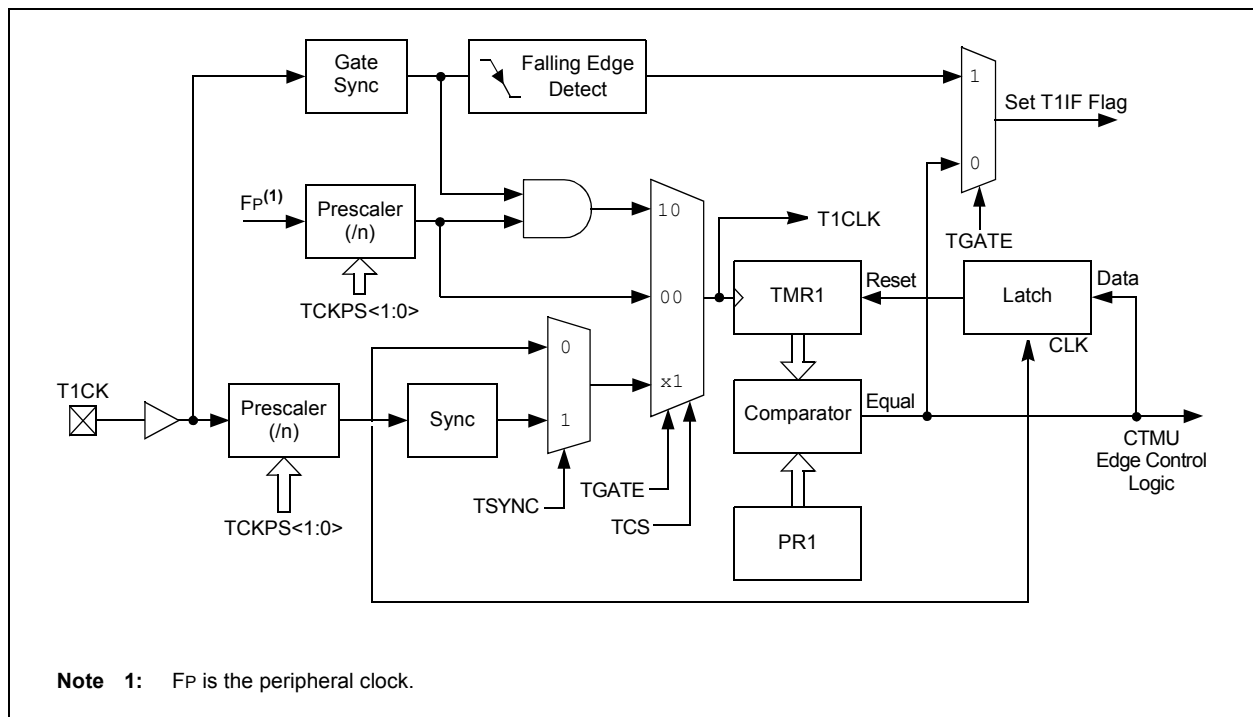 Gate
Sync
Falling Edge
Detect
1
Set T1IF Flag
0
TGATE
FP(1)
Prescaler
(/n)
TCKPS<1:0>
10
00
x1
T1CLK
TMR1
Reset
Latch
Data
CLK
T1CK
Prescaler
(/n)
TCKPS<1:0>
Sync
0
1
TSYNC
TGATE
TCS
Comparator
Equal
PR1
CTMU
Edge Control
Logic
Note 1: FP is the peripheral clock.